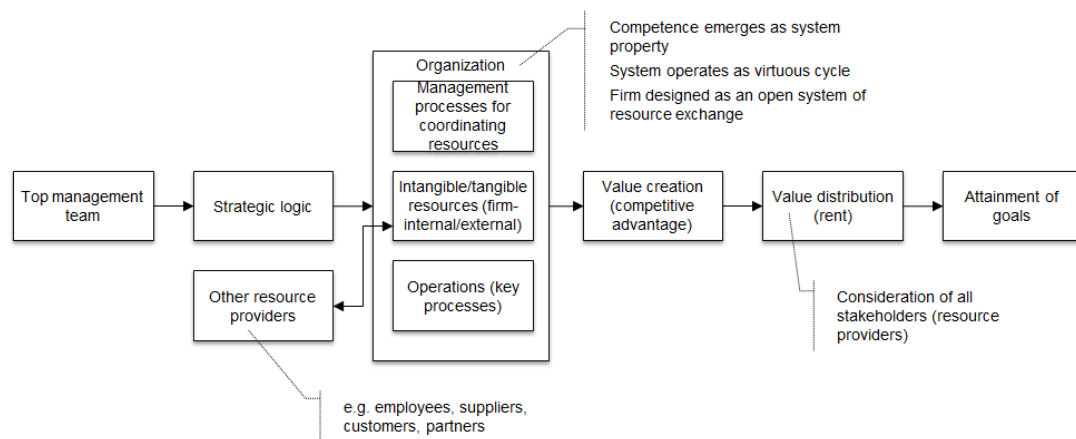 Competence emerges as system
property
System operates as virtuous cycle
Firm designed as an open system of
resource exchange
Organization
Management
processes for
coordinating
resources
Top management
team
Strategic logic
Intangible/tangible
resources (firm-
internal/external)
Value creation
(competitive
advantage)
Value distribution
(rent)
Attainment of
goals
Other resource
providers
Operations (key
processes)
Consideration of all
stakeholders (resource
providers)
e.g. employees, suppliers,
customers, partners